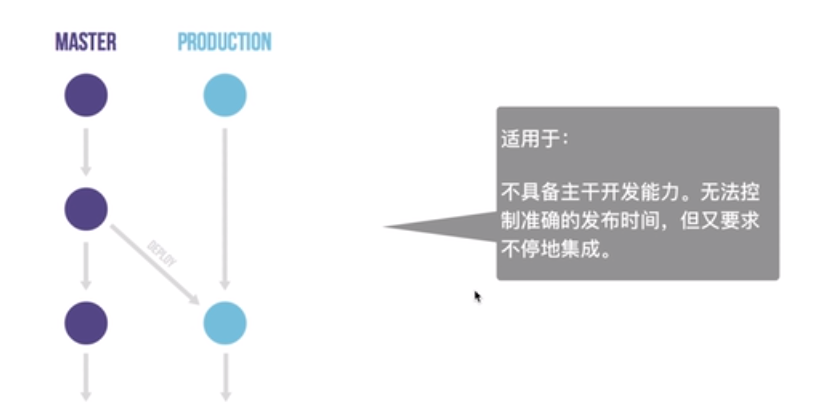 MASTER PRODUCTION
DEPLOY
适用于：
不具备主干开发能力。无法控
制准确的发布时间，但又要求
不停地集成。